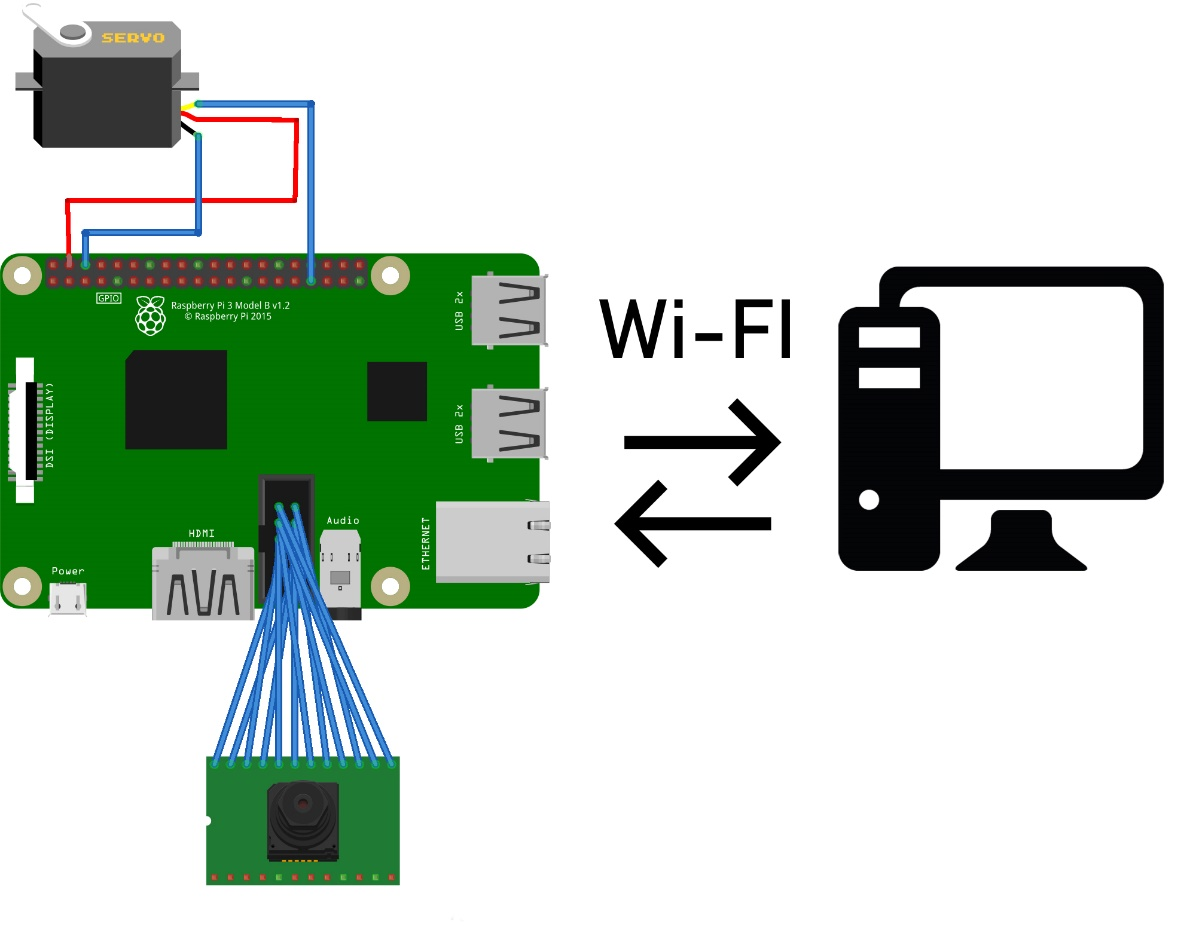 SERVO
GPIO
Raspberry Pi 3 Model B v1.2
© Raspberry Pi 2015
USB 2x
Wi-FI
DSI (DISPLAY)
USB 2x
HDMI
Audio
ETHERNET
Power